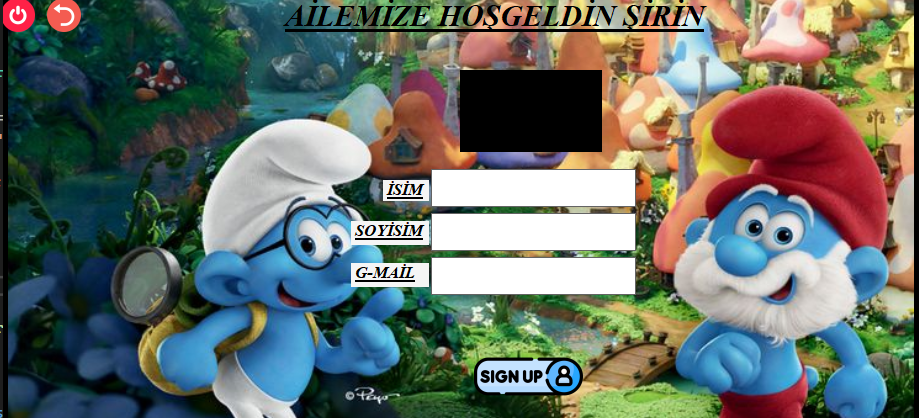 AİLEMİZE HOŞGELDİN ŞİRİN
İSİM
SOYİSİM
G-MAİL
SIGN UP
© Peyo